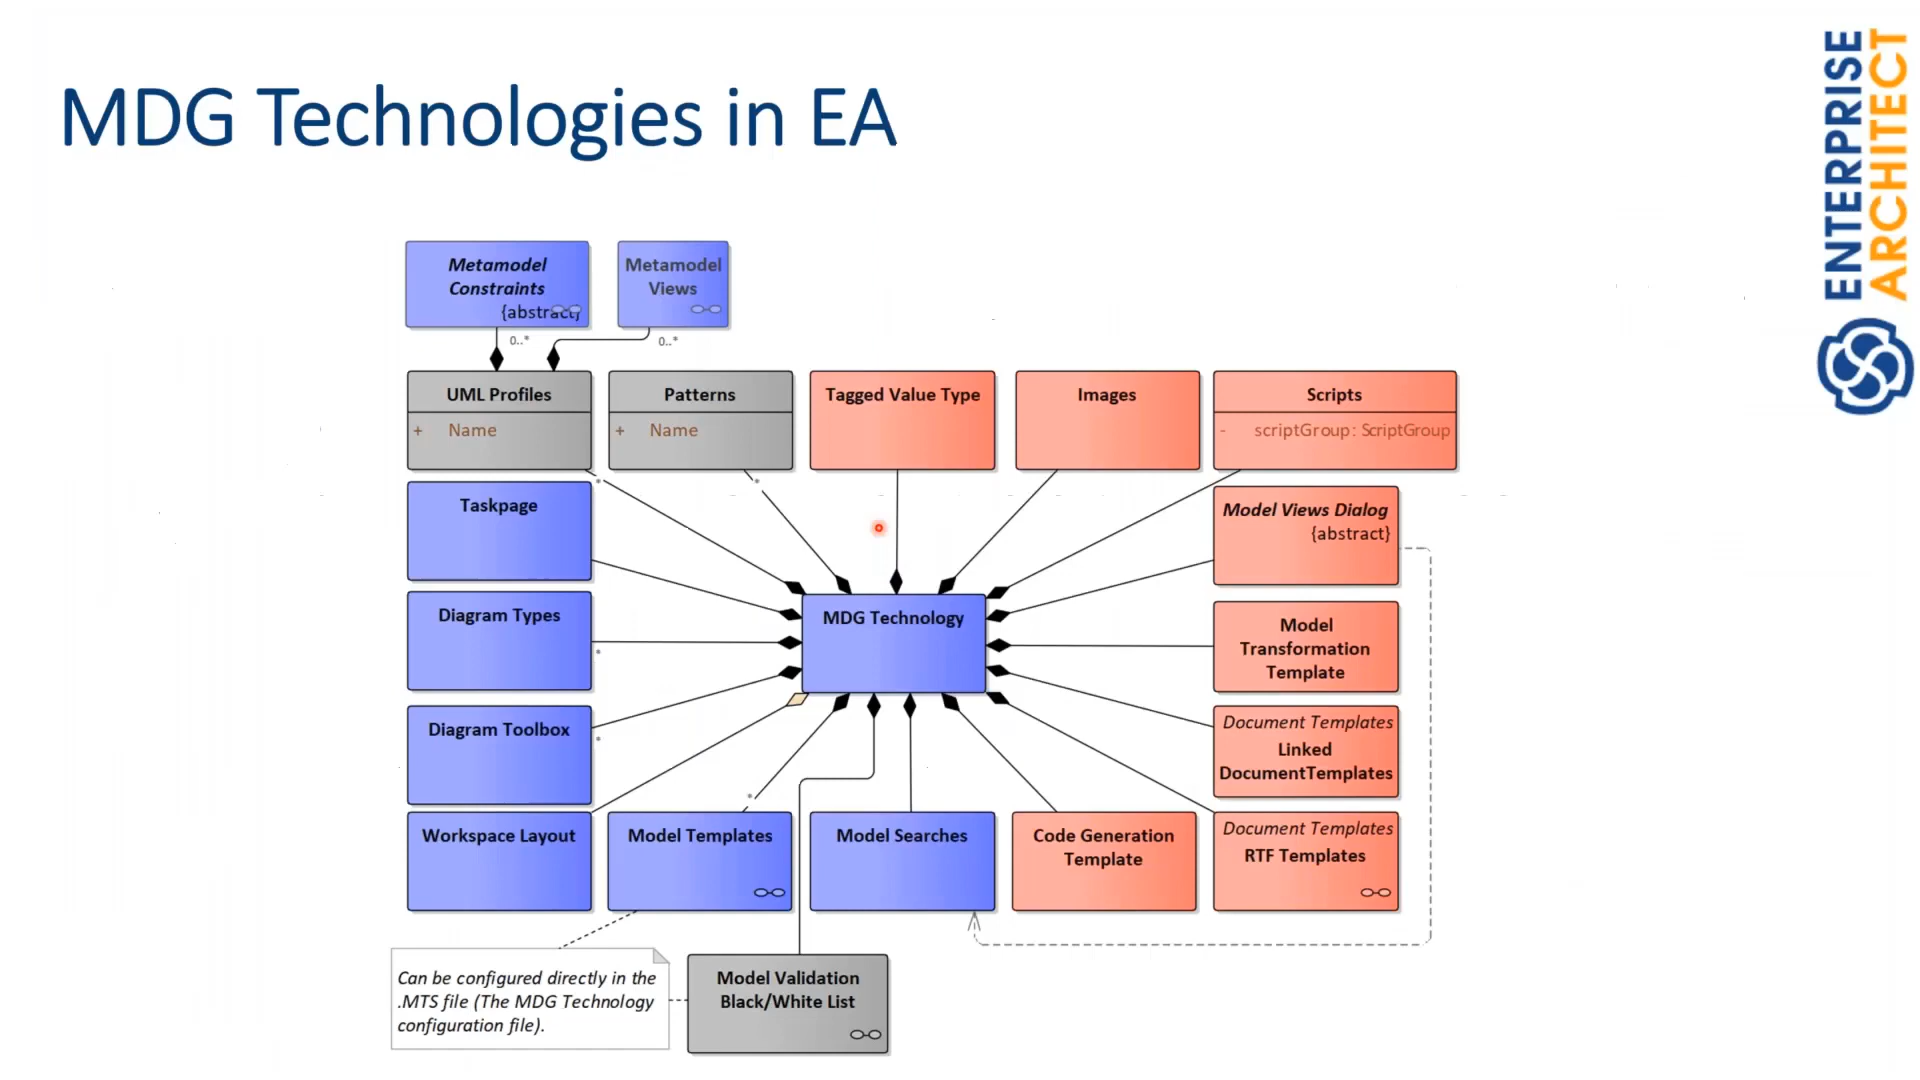 MDG Technologies in EA
ENTERPRISE
ARCHITECT
Metamodel
Constraints
{abstract}
0..*
Metamodel
Views
0..*
UML Profiles
+ Name
*
Patterns
+ Name
*
Tagged Value Type
Images
Scripts
- scriptGroup: ScriptGroup
Taskpage
Model Views Dialog
{abstract}
Diagram Types
*
MDG Technology
Model
Transformation
Template
Diagram Toolbox
*
Document Templates
Linked
DocumentTemplates
Workspace Layout
*
Model Templates
Model Searches
Code Generation
Template
Document Templates
RTF Templates
Can be configured directly in the
.MTS file (The MDG Technology
configuration file).
Model Validation
Black/White List